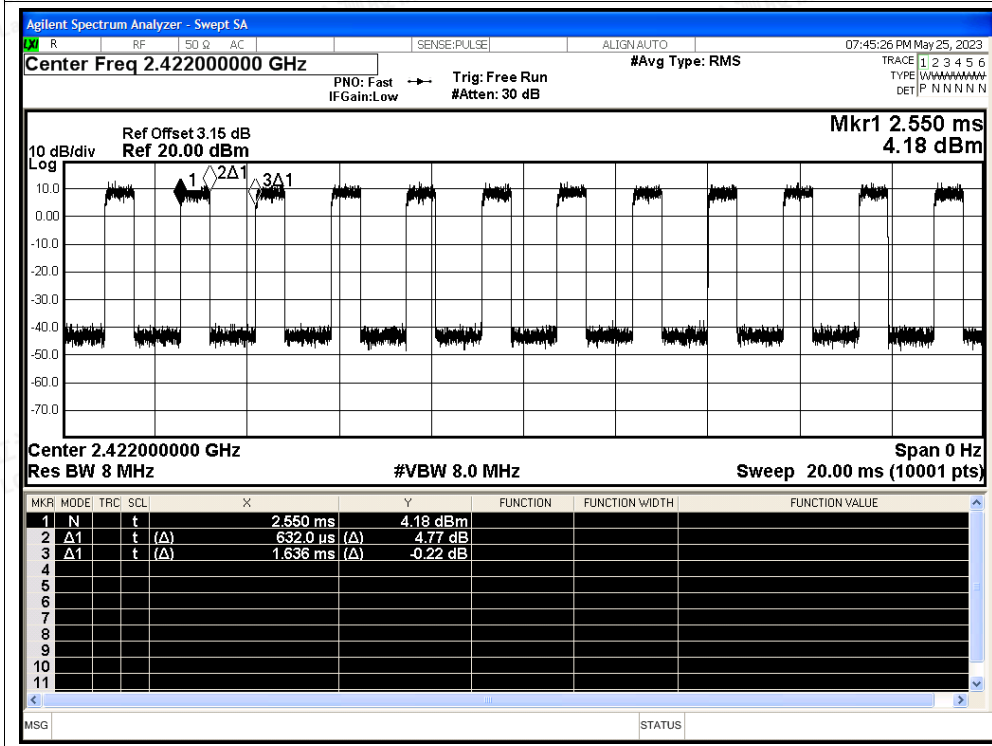 Agilent Spectrum Analyzer - Swept SA
LXI R RF 50 Ω AC SENSE:PULSE ALIGN AUTO 07:45:26 PM May 25, 2023
Center Freq 2.422000000 GHz #Avg Type: RMS TRACE 1 2 3 4 5 6
PNO: Fast Trig: Free Run TYPE
IFGain:Low #Atten: 30 dB DET P N N N N N
Mkr1 2.550 ms
Ref Offset 3.15 dB
10 dB/div Ref 20.00 dBm 4.18 dBm
Log
1 2Δ1 3Δ1
10.0
0.00
-10.0
-20.0
-30.0
-40.0
-50.0
-60.0
-70.0
Center 2.422000000 GHz Span 0 Hz
Res BW 8 MHz #VBW 8.0 MHz Sweep 20.00 ms (10001 pts)
MKR MODE TRC SCL X Y FUNCTION FUNCTION WIDTH FUNCTION VALUE
1 N t 2.550 ms 4.18 dBm
2 Δ1 t (Δ) 632.0 µs (Δ) 4.77 dB
3 Δ1 t (Δ) 1.636 ms (Δ) -0.22 dB
4
5
6
7
8
9
10
11
MSG STATUS